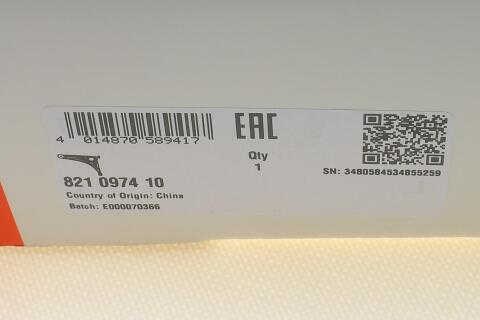 4 014870 589417
EAC
Qty
1
821 0974 10
SN: 3480584534855259
Country of Origin: China
Batch: E000070366